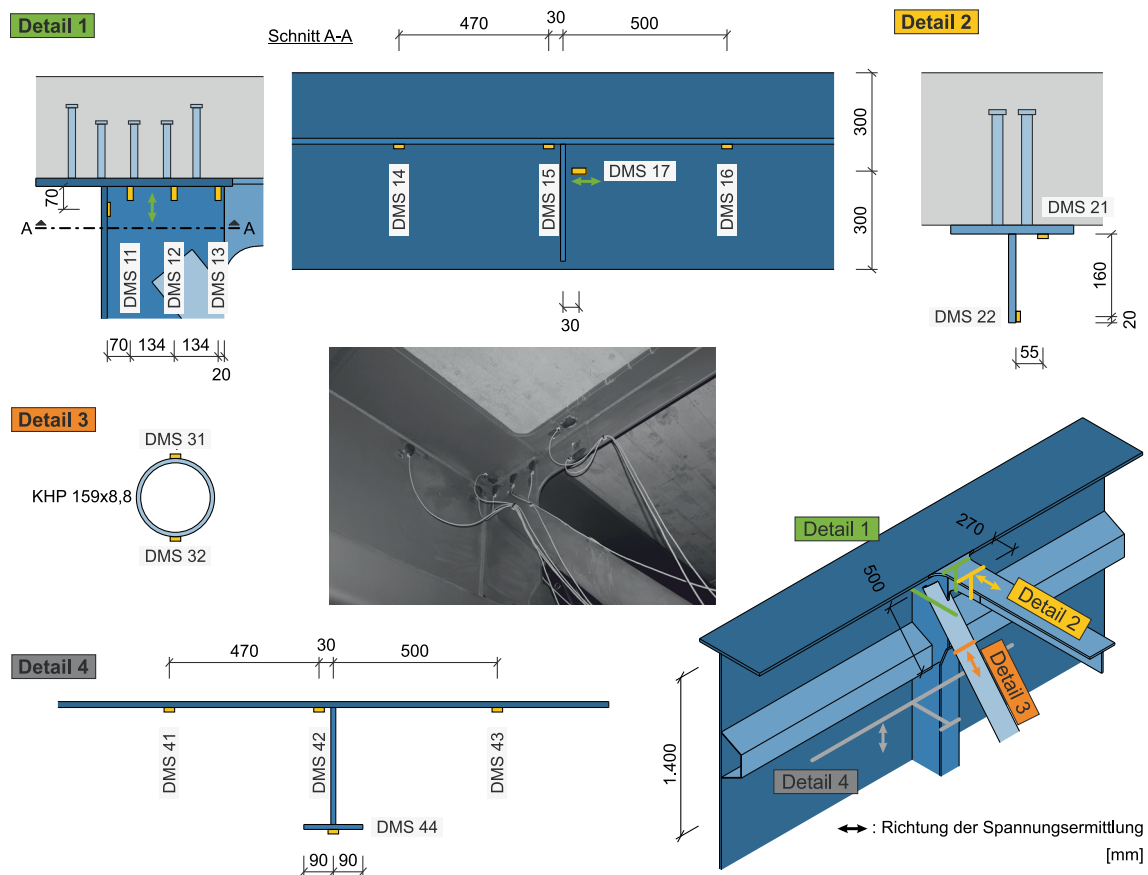 Detail 1
70
A
A
DMS 11
DMS 12
DMS 13
70
134
134
20
Schnitt A-A
470
30
500
DMS 14
DMS 15
DMS 17
DMS 16
300
300
30
Detail 2
DMS 21
160
DMS 22
20
55
Detail 3
DMS 31
KHP 159x8,8
DMS 32
Detail 4
470
30
500
DMS 41
DMS 42
DMS 43
DMS 44
90
90
Detail 1
270
500
Detail 2
Detail 3
1.400
Detail 4
: Richtung der Spannungsermittlung
[mm]